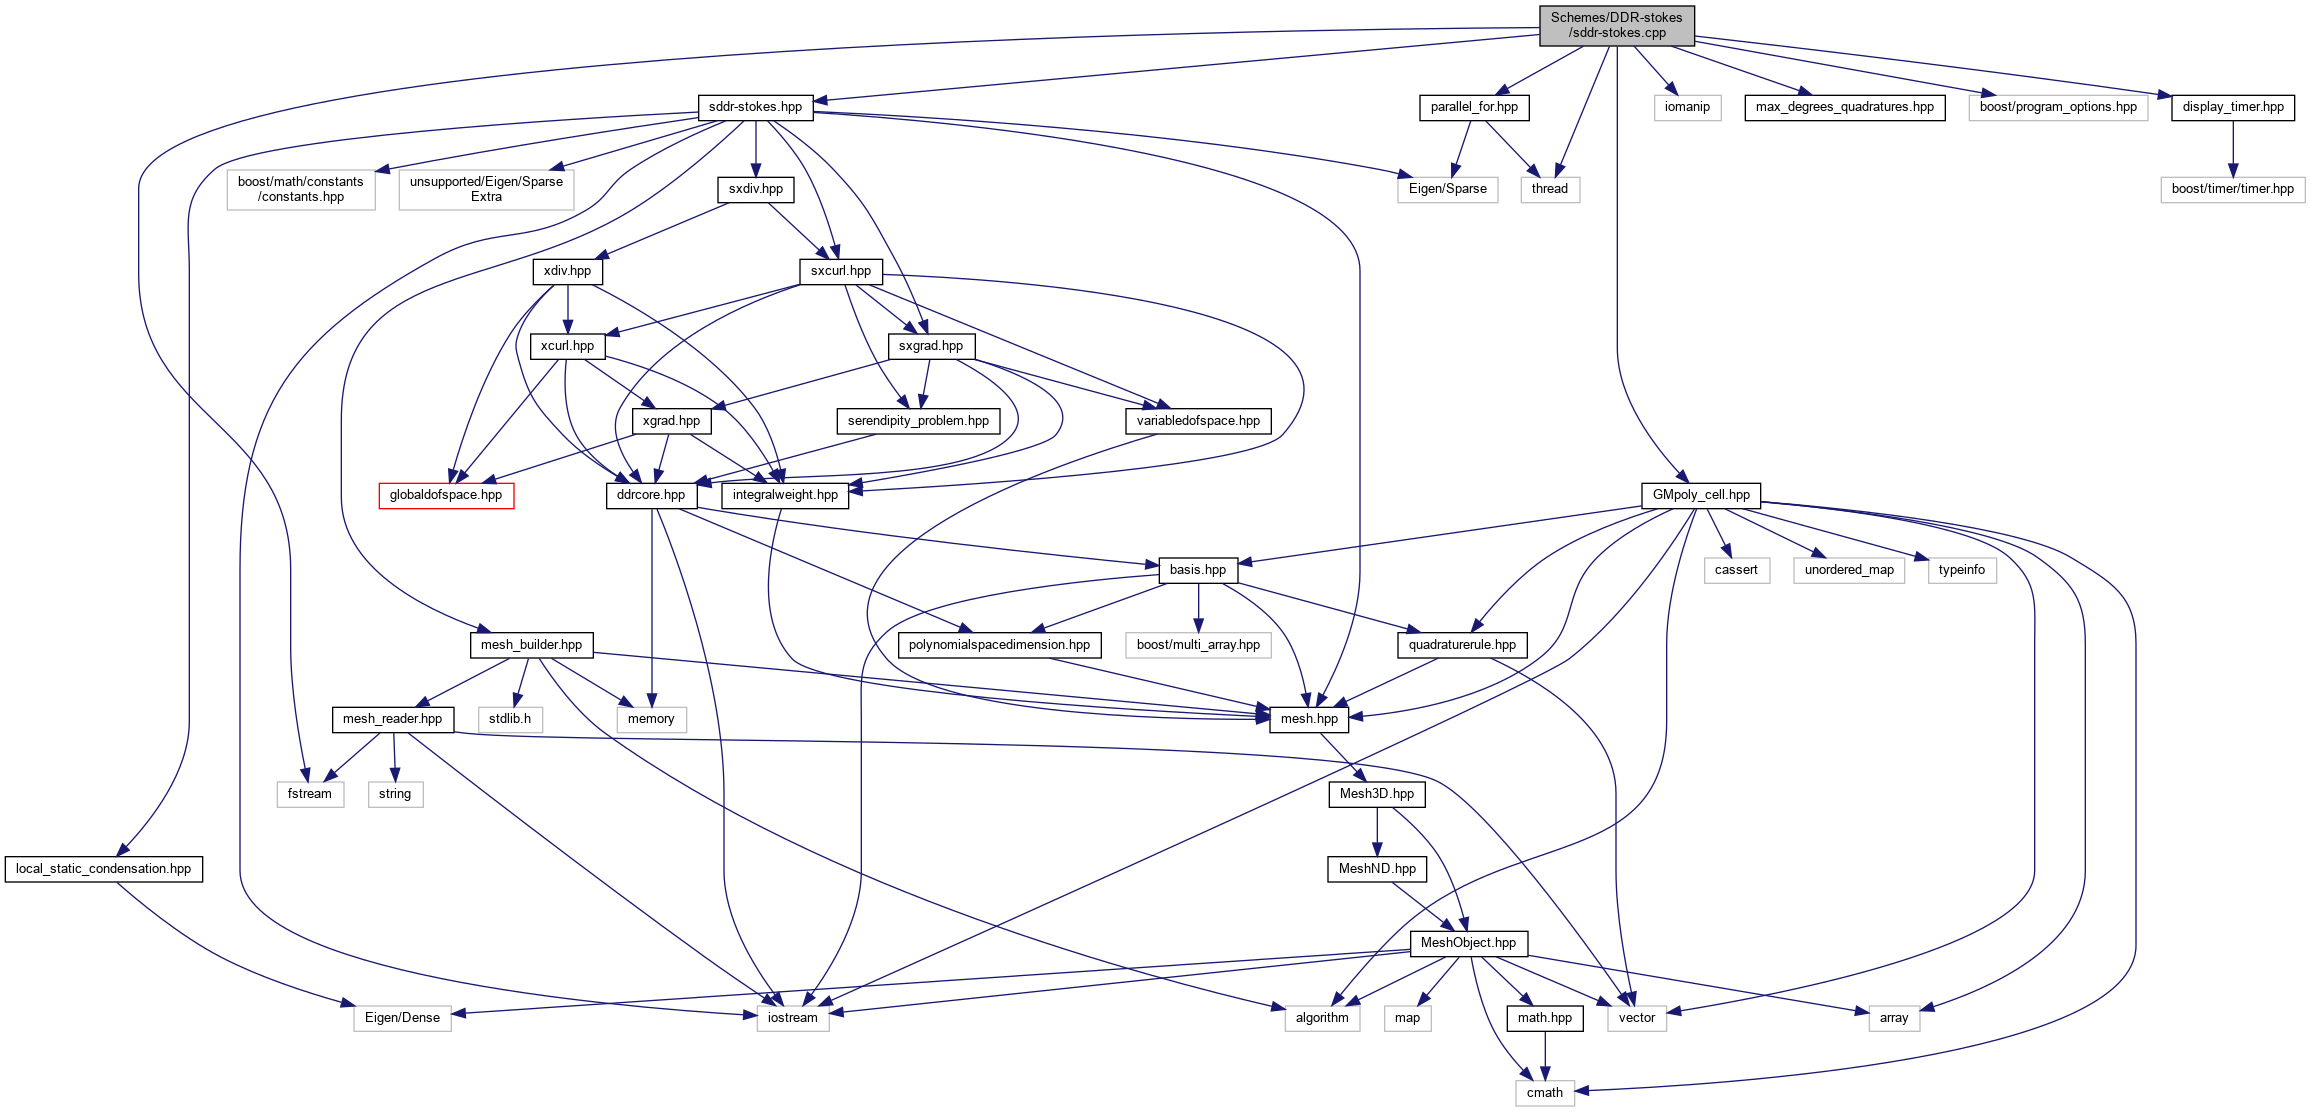 Schemes/DDR-stokes
/sddr-stokes.cpp
sddr-stokes.hpp
parallel_for.hpp
iomanip
max_degrees_quadratures.hpp
boost/program_options.hpp
display_timer.hpp
boost/math/constants
/constants.hpp
unsupported/Eigen/Sparse
Extra
sxdiv.hpp
Eigen/Sparse
thread
boost/timer/timer.hpp
xdiv.hpp
sxcurl.hpp
xcurl.hpp
sxgrad.hpp
xgrad.hpp
serendipity_problem.hpp
variabledofspace.hpp
globaldofspace.hpp
ddrcore.hpp
integralweight.hpp
GMpoly_cell.hpp
basis.hpp
cassert
unordered_map
typeinfo
mesh_builder.hpp
polynomialspacedimension.hpp
boost/multi_array.hpp
quadraturerule.hpp
mesh_reader.hpp
stdlib.h
memory
mesh.hpp
fstream
string
Mesh3D.hpp
local_static_condensation.hpp
MeshND.hpp
MeshObject.hpp
Eigen/Dense
iostream
algorithm
map
math.hpp
vector
array
cmath